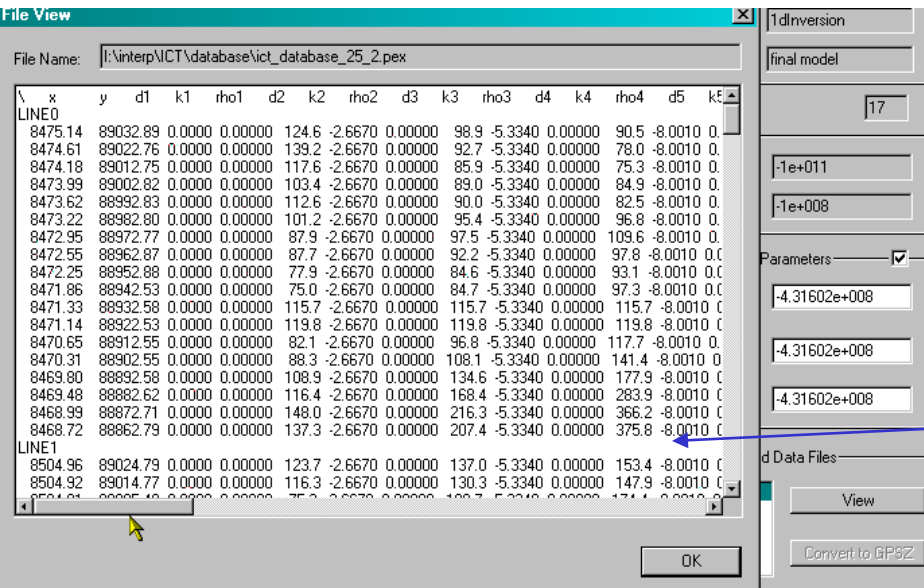 File View
File Name: I:\interp\ICT\database\ict_database_25_2.pex
\ x y d1 k1 rho1 d2 k2 rho2 d3 k3 rho3 d4 k4 rho4 d5 k5
LINE0
8475.14 89032.89 0.0000 0.00000 124.6 -2.6670 0.00000 98.9 -5.3340 0.00000 90.5 -8.0010 0.
8474.61 89022.76 0.0000 0.00000 139.2 -2.6670 0.00000 92.7 -5.3340 0.00000 78.0 -8.0010 0.
8474.18 89012.75 0.0000 0.00000 117.6 -2.6670 0.00000 85.9 -5.3340 0.00000 75.3 -8.0010 0.
8473.99 89002.82 0.0000 0.00000 103.4 -2.6670 0.00000 89.0 -5.3340 0.00000 84.9 -8.0010 0.
8473.62 88992.83 0.0000 0.00000 112.6 -2.6670 0.00000 90.0 -5.3340 0.00000 82.5 -8.0010 0.
8473.22 88982.80 0.0000 0.00000 101.2 -2.6670 0.00000 95.4 -5.3340 0.00000 96.8 -8.0010 0.
8472.95 88972.77 0.0000 0.00000 87.9 -2.6670 0.00000 97.5 -5.3340 0.00000 109.6 -8.0010 0.
8472.55 88962.87 0.0000 0.00000 87.7 -2.6670 0.00000 92.2 -5.3340 0.00000 97.8 -8.0010 0.
8472.25 88952.88 0.0000 0.00000 77.9 -2.6670 0.00000 84.6 -5.3340 0.00000 93.1 -8.0010 0.
8471.86 88942.53 0.0000 0.00000 75.0 -2.6670 0.00000 84.7 -5.3340 0.00000 97.3 -8.0010 0.
8471.33 88932.58 0.0000 0.00000 115.7 -2.6670 0.00000 115.7 -5.3340 0.00000 115.7 -8.0010
8471.14 88922.53 0.0000 0.00000 119.8 -2.6670 0.00000 119.8 -5.3340 0.00000 119.8 -8.0010
8470.65 88912.55 0.0000 0.00000 82.1 -2.6670 0.00000 96.8 -5.3340 0.00000 117.7 -8.0010
8470.31 88902.55 0.0000 0.00000 88.3 -2.6670 0.00000 108.1 -5.3340 0.00000 141.4 -8.0010 0
8469.80 88892.58 0.0000 0.00000 108.9 -2.6670 0.00000 134.6 -5.3340 0.00000 177.9 -8.0010
8469.48 88882.62 0.0000 0.00000 116.4 -2.6670 0.00000 168.4 -5.3340 0.00000 283.9 -8.0010
8468.99 88872.71 0.0000 0.00000 148.0 -2.6670 0.00000 216.3 -5.3340 0.00000 366.2 -8.0010
8468.72 88862.79 0.0000 0.00000 137.3 -2.6670 0.00000 207.4 -5.3340 0.00000 375.8 -8.0010
LINE1
8504.96 89024.79 0.0000 0.00000 123.7 -2.6670 0.00000 137.0 -5.3340 0.00000 153.4 -8.0010
8504.92 89014.77 0.0000 0.00000 116.3 -2.6670 0.00000 130.3 -5.3340 0.00000 147.9 -8.0010
OK
1dInversion
final model
17
-1e+011
-1e+008
Parameters
-4.31602e+008
-4.31602e+008
-4.31602e+008
d Data Files
View
Convert to GPSZ